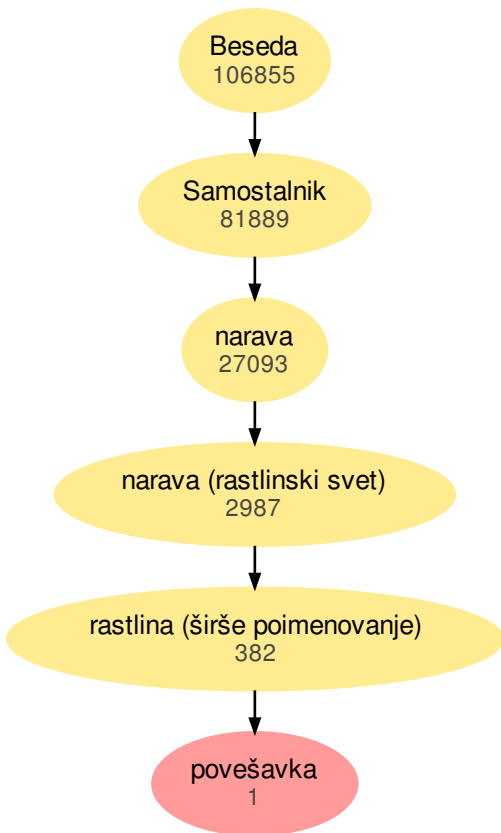 Beseda
106855
Samostalnik
81889
narava
27093
narava (rastlinski svet)
2987
rastlina (širše poimenovanje)
382
povešavka
1